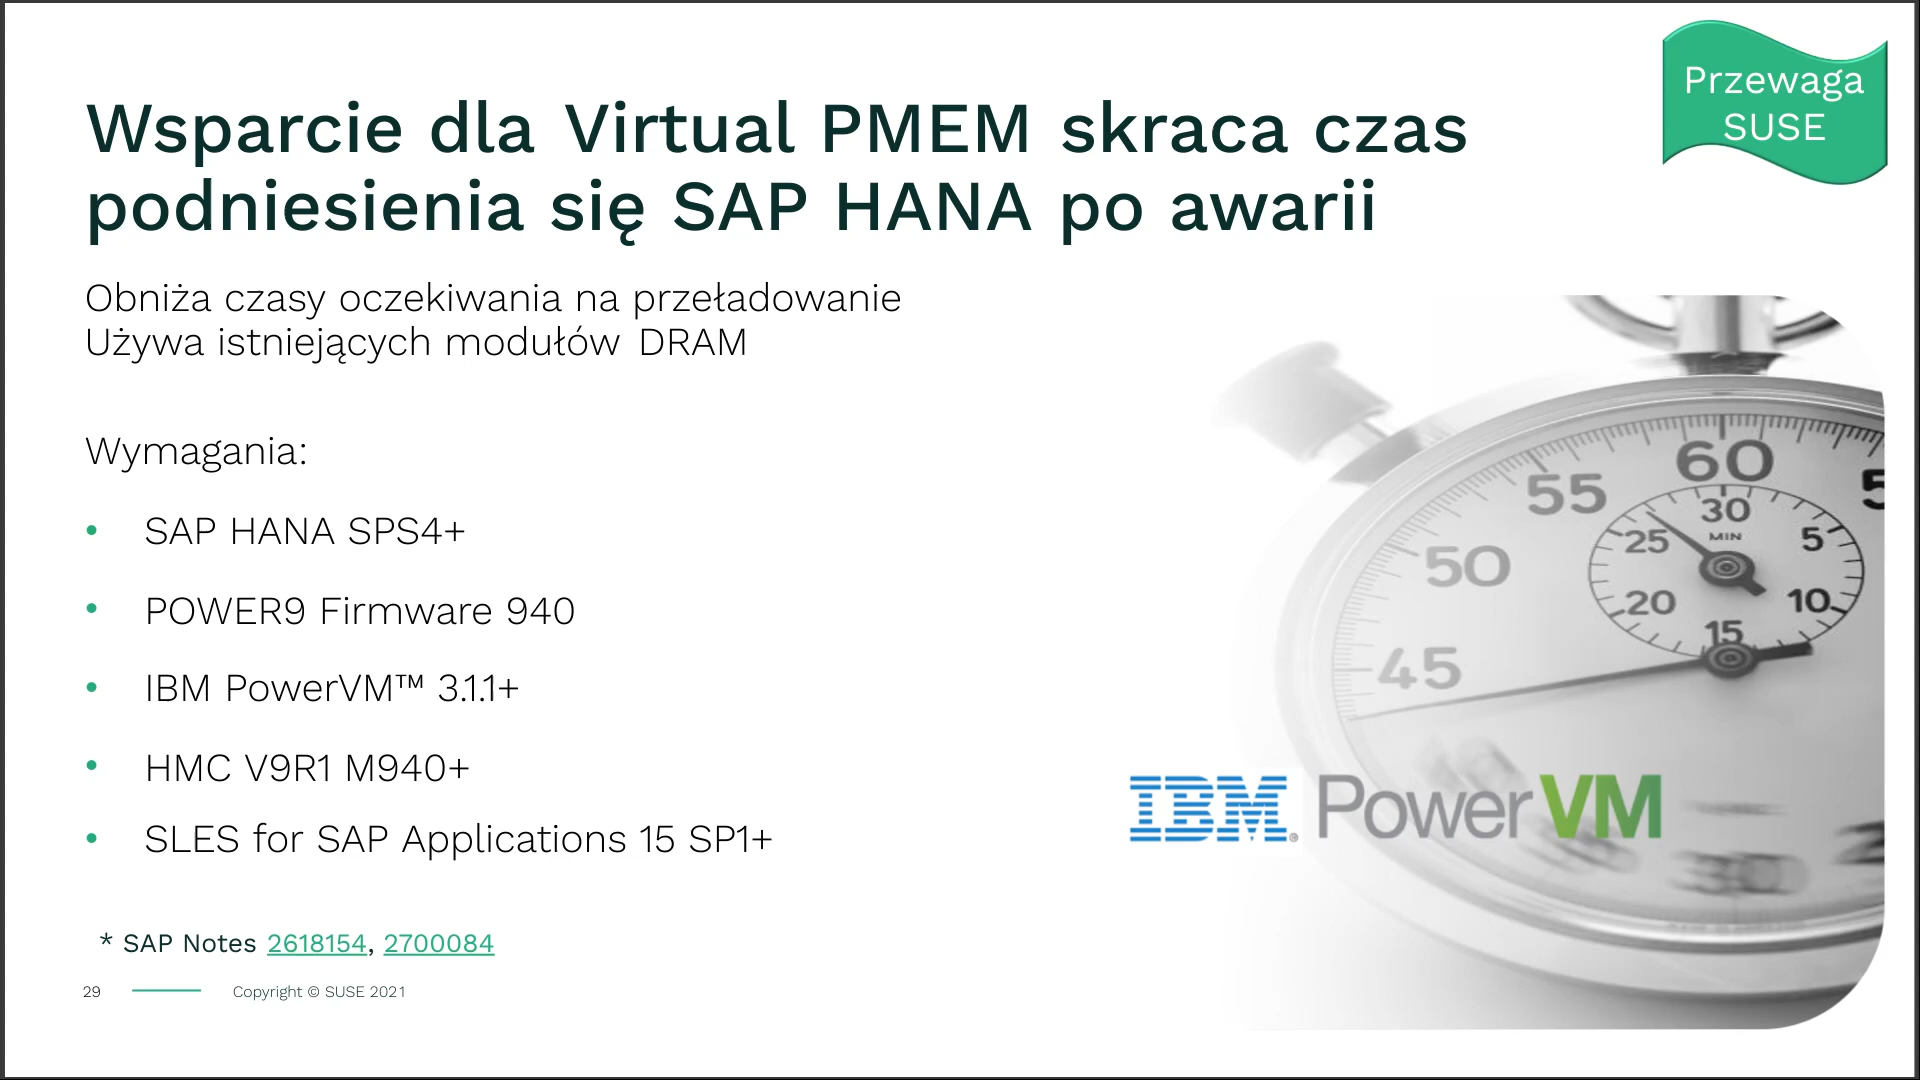 Przewaga
SUSE
Wsparcie dla Virtual PMEM skraca czas
podniesienia się SAP HANA po awarii
Obniża czasy oczekiwania na przeładowanie
Używa istniejących modułów DRAM
Wymagania:
• SAP HANA SPS4+
• POWER9 Firmware 940
• IBM PowerVM™ 3.1.1+
• HMC V9R1 M940+
• SLES for SAP Applications 15 SP1+
* SAP Notes 2618154, 2700084
29
Copyright © SUSE 2021
60
55
50
45
30
MIN
25
5
20
10
15
30
IBM® PowerVM